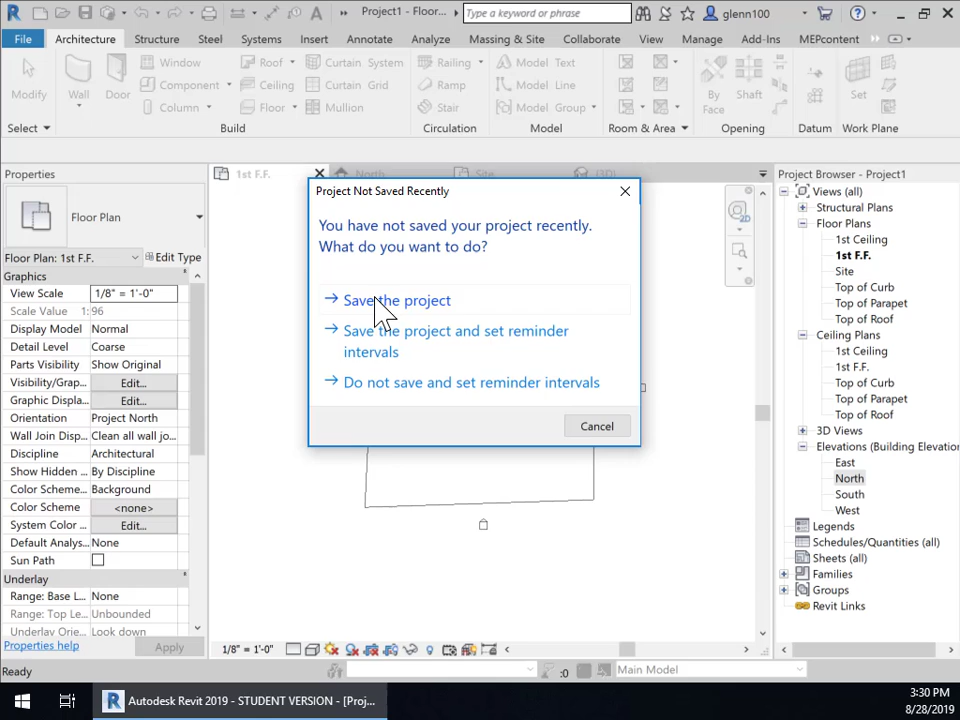 Project1 - Floor...
Type a keyword or phrase
glenn100
File
Architecture
Structure
Steel
Systems
Insert
Annotate
Analyze
Massing & Site
Collaborate
View
Manage
Add-Ins
MEPcontent
Modify
Wall
Door
Window
Component
Column
Roof
Ceiling
Floor
Curtain System
Curtain Grid
Mullion
Railing
Ramp
Stair
Model Text
Model Line
Model Group
By
Face
Shaft
Set
Select
Build
Circulation
Model
Room & Area
Opening
Datum
Work Plane
Properties
Floor Plan
Floor Plan: 1st F.F.
Edit Type
Graphics
View Scale 1/8" = 1'-0"
Scale Value 1: 96
Display Model Normal
Detail Level Coarse
Parts Visibility Show Original
Visibility/Grap... Edit...
Graphic Displa... Edit...
Orientation Project North
Wall Join Disp... Clean all wall jo...
Discipline Architectural
Show Hidden ... By Discipline
Color Scheme... Background
Color Scheme <none>
System Color ... Edit...
Default Analys... None
Sun Path
Underlay
Range: Base L... None
Range: Top Le... Unbounded
Underlay Orie... Look down
Properties help
Apply
1st F.F.
North
Site
{3D}
Project Not Saved Recently
You have not saved your project recently.
What do you want to do?
Save the project
Save the project and set reminder
intervals
Do not save and set reminder intervals
Cancel
2D
Project Browser - Project1
Views (all)
Structural Plans
Floor Plans
1st Ceiling
1st F.F.
Site
Top of Curb
Top of Parapet
Top of Roof
Ceiling Plans
1st Ceiling
1st F.F.
Top of Curb
Top of Parapet
Top of Roof
3D Views
Elevations (Building Elevation
East
North
South
West
Legends
Schedules/Quantities (all)
Sheets (all)
Families
Groups
Revit Links
1/8" = 1'-0"
Ready
:0
Main Model
Autodesk Revit 2019 - STUDENT VERSION - [Proj...
3:30 PM
8/28/2019